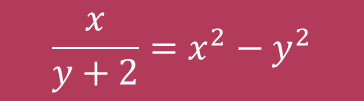 x/(y + 2) = x² − y²